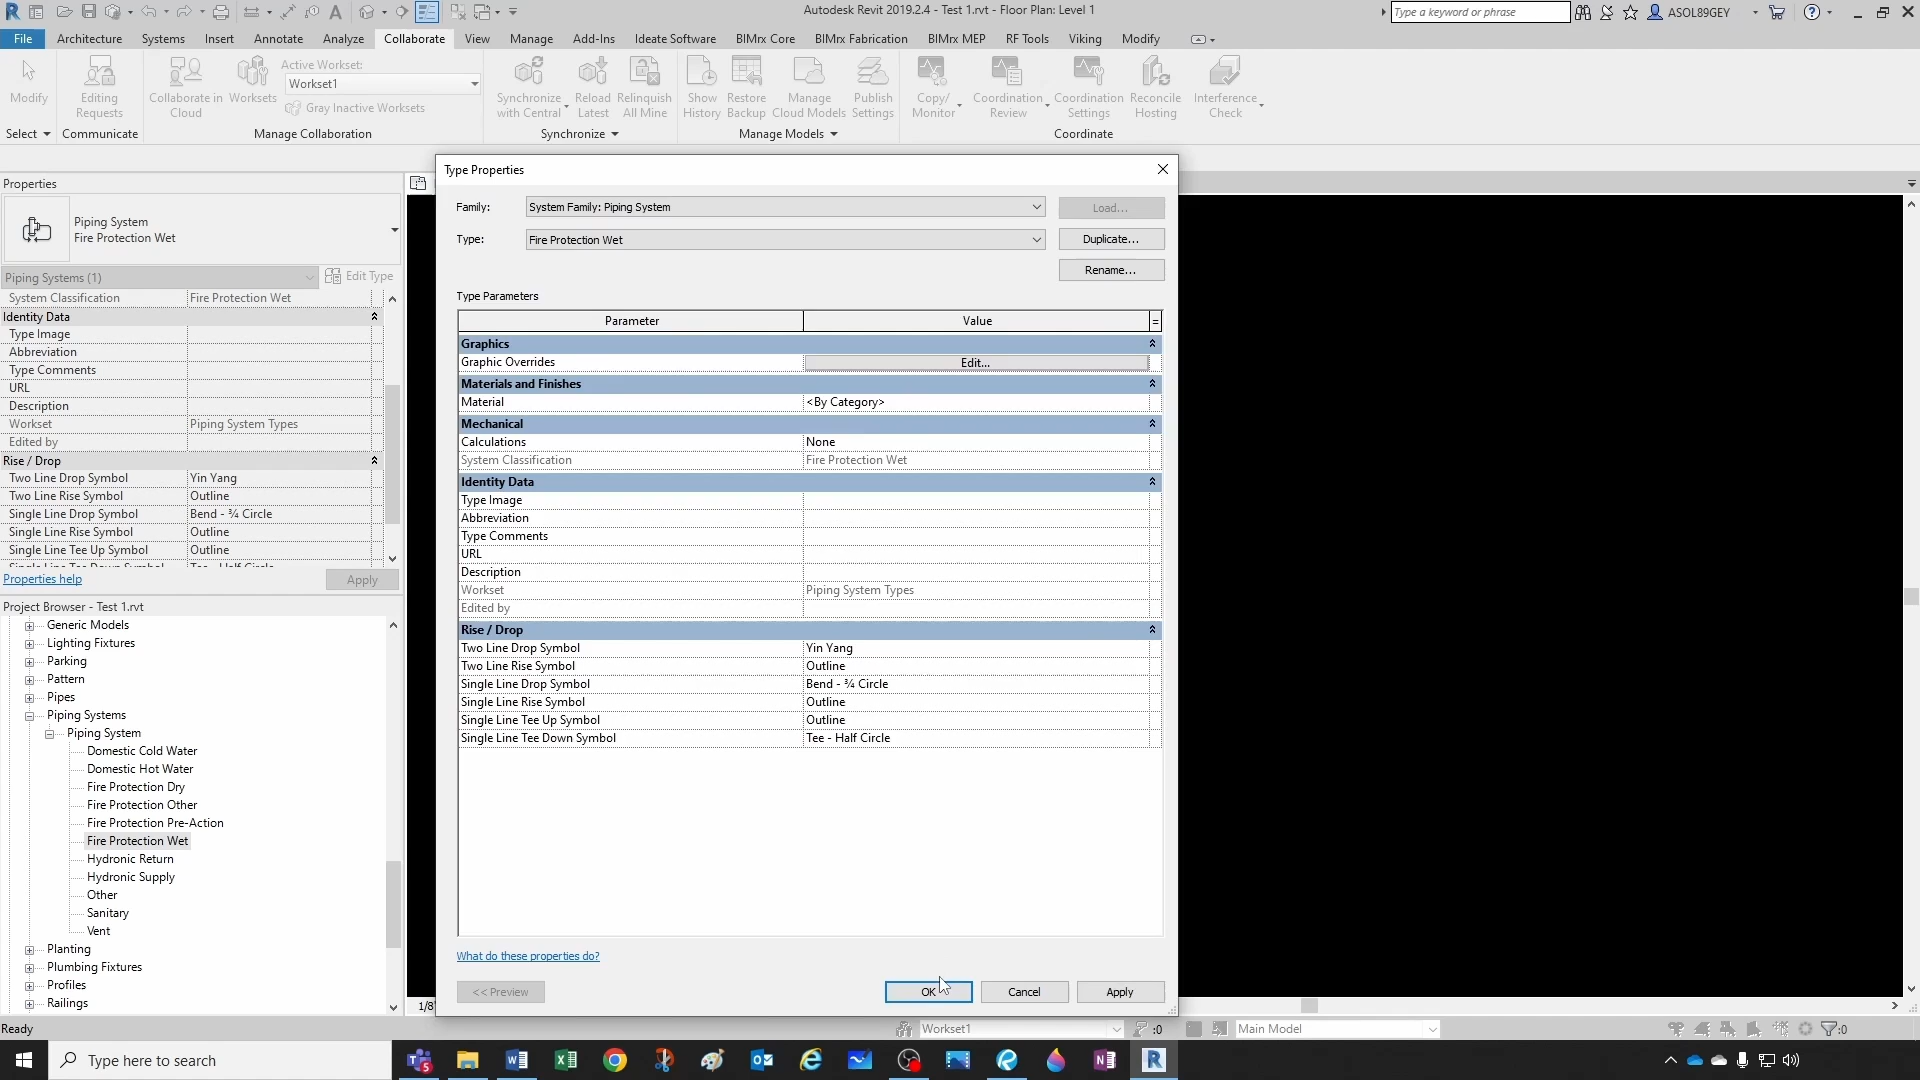 Autodesk Revit 2019.2.4 - Test 1.rvt - Floor Plan: Level 1
Type a keyword or phrase
ASOL89GEY
File Architecture Systems Insert Annotate Analyze Collaborate View Manage Add-Ins Ideate Software BIMrx Core BIMrx Fabrication BIMrx MEP RF Tools Viking Modify
Modify
Editing Requests
Collaborate in Cloud
Worksets
Active Workset:
Workset1
Gray Inactive Worksets
Synchronize with Central
Reload Latest
Relinquish All Mine
Show History
Restore Backup
Manage Cloud Models
Publish Settings
Copy/ Monitor
Coordination Review
Coordination Settings
Reconcile Hosting
Interference Check
Select
Communicate
Manage Collaboration
Synchronize
Manage Models
Coordinate
Properties
Piping System
Fire Protection Wet
Piping Systems (1)
Edit Type
System Classification Fire Protection Wet
Identity Data
Type Image
Abbreviation
Type Comments
URL
Description
Workset Piping System Types
Edited by
Rise / Drop
Two Line Drop Symbol Yin Yang
Two Line Rise Symbol Outline
Single Line Drop Symbol Bend - ¾ Circle
Single Line Rise Symbol Outline
Single Line Tee Up Symbol Outline
Single Line Tee Down Symbol Tee - Half Circle
Properties help
Apply
Project Browser - Test 1.rvt
Generic Models
Lighting Fixtures
Parking
Pattern
Pipes
Piping Systems
Piping System
Domestic Cold Water
Domestic Hot Water
Fire Protection Dry
Fire Protection Other
Fire Protection Pre-Action
Fire Protection Wet
Hydronic Return
Hydronic Supply
Other
Sanitary
Vent
Planting
Plumbing Fixtures
Profiles
Railings
Type Properties
Family: System Family: Piping System Load...
Type: Fire Protection Wet Duplicate...
Rename...
Type Parameters
Parameter Value =
Graphics
Graphic Overrides Edit...
Materials and Finishes
Material <By Category>
Mechanical
Calculations None
System Classification Fire Protection Wet
Identity Data
Type Image
Abbreviation
Type Comments
URL
Description
Workset Piping System Types
Edited by
Rise / Drop
Two Line Drop Symbol Yin Yang
Two Line Rise Symbol Outline
Single Line Drop Symbol Bend - ¾ Circle
Single Line Rise Symbol Outline
Single Line Tee Up Symbol Outline
Single Line Tee Down Symbol Tee - Half Circle
What do these properties do?
<< Preview OK Cancel Apply
1/8"
Ready
Workset1
:0
Main Model
:0
Type here to search
5